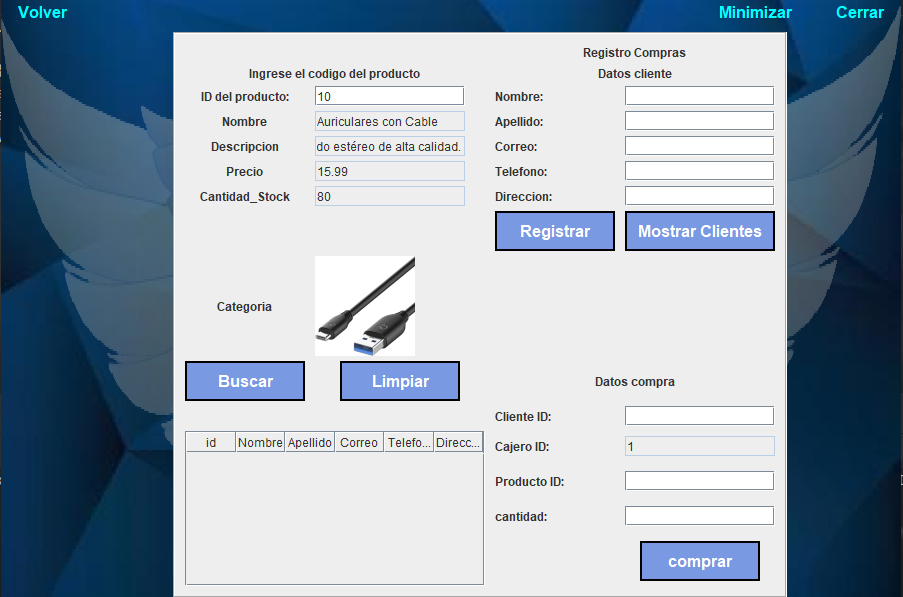 Volver
Minimizar
Cerrar
Ingrese el codigo del producto
ID del producto: 10
Nombre Auriculares con Cable
Descripcion do estéreo de alta calidad.
Precio 15.99
Cantidad_Stock 80
Categoria
Buscar
Limpiar
id Nombre Apellido Correo Telefo... Direcc...
Registro Compras
Datos cliente
Nombre:
Apellido:
Correo:
Telefono:
Direccion:
Registrar
Mostrar Clientes
Datos compra
Cliente ID:
Cajero ID: 1
Producto ID:
cantidad:
comprar